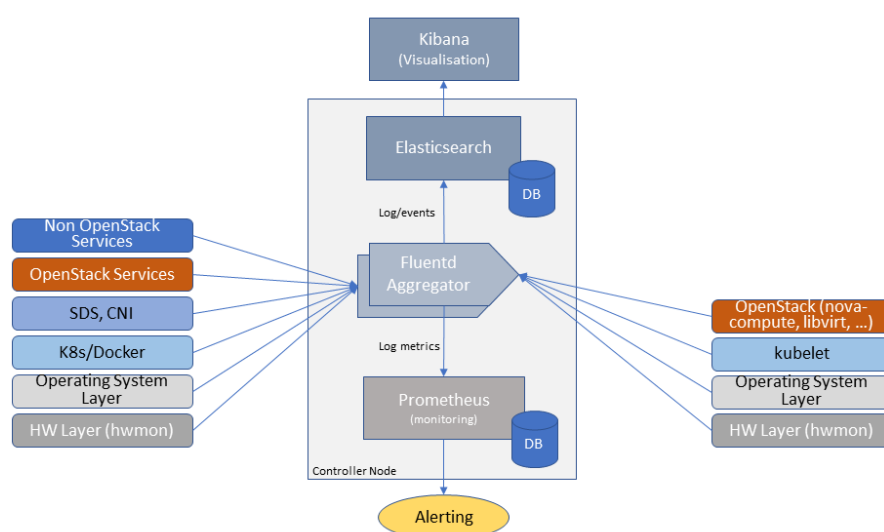 Kibana
(Visualisation)
Elasticsearch
DB
Log/events
Non OpenStack
Services
OpenStack Services
SDS, CNI
K8s/Docker
Operating System
Layer
HW Layer (hwmon)
Fluentd
Aggregator
OpenStack (nova-
compute, libvirt, ...)
kubelet
Operating System
Layer
HW Layer (hwmon)
Log metrics
Prometheus
(monitoring)
DB
Controller Node
Alerting